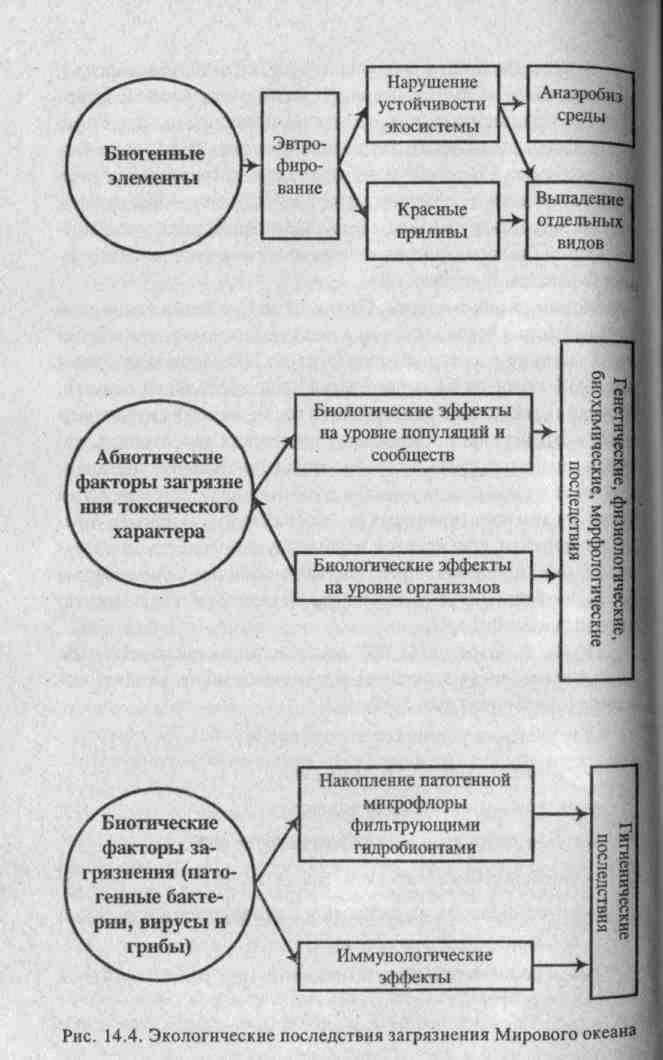 Биогенные
элементы
Эвтро-
фиро-
вание
Нарушение
устойчивости
экосистемы
Анаэробиз
среды
Красные
приливы
Выпадение
отдельных
видов
Абиотические
факторы загрязне
ния токсического
характера
Биологические эффекты
на уровне популяций и
сообществ
Биологические эффекты
на уровне организмов
Генетические, физиологические,
биохимические, морфологические
последствия
Биотические
факторы за-
грязнения (пато-
генные бакте-
рии, вирусы и
грибы)
Накопление патогенной
микрофлоры
фильтрующими
гидробионтами
Иммунологические
эффекты
Гигиенические
последствия
Рис. 14.4. Экологические последствия загрязнения Мирового океана